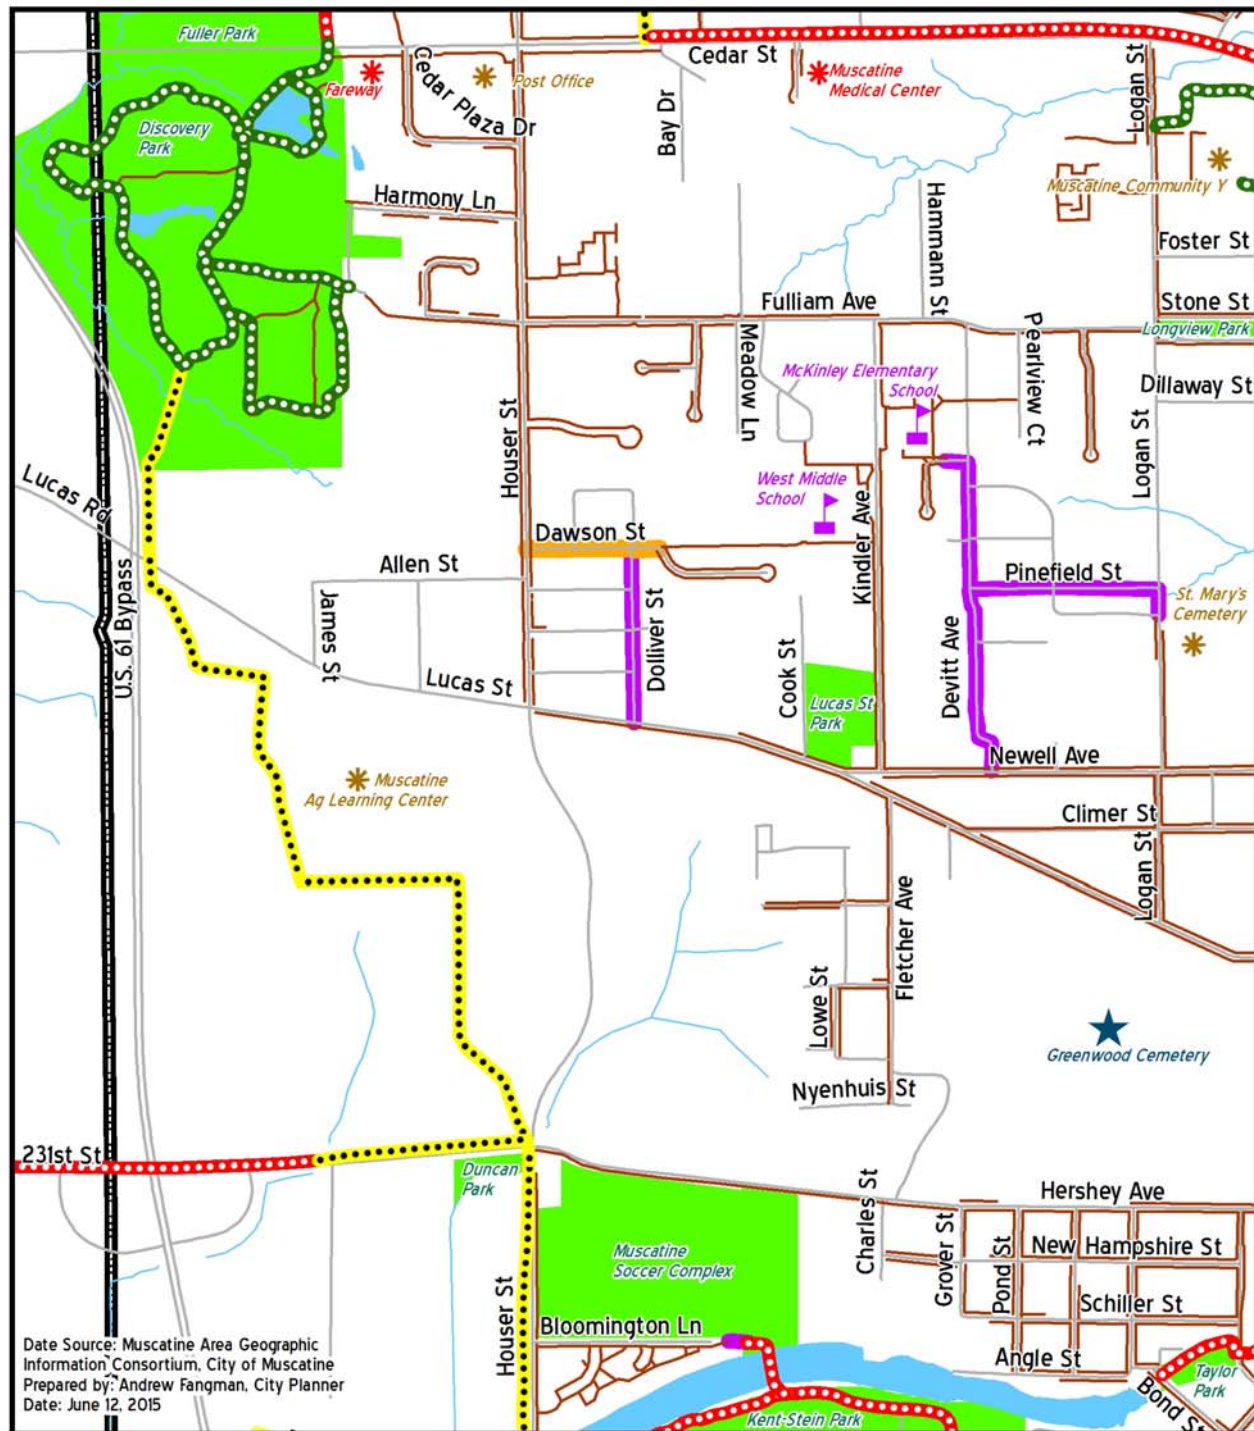 Fuller Park
Cedar St
Cedar Plaza Dr
Fareway
Post Office
Muscatine
Medical Center
Logan St
Bay Dr
Discovery
Park
Muscatine Community Y
Harmony Ln
Hammann St
Foster St
Fulliam Ave
Stone St
Longview Park
Meadow Ln
Pearlview Ct
McKinley Elementary
School
Dillaway St
Houser St
Logan St
Lucas Rd
West Middle
School
Kindler Ave
Dawson St
Allen St
Pinefield St
St. Mary's
Cemetery
U.S. 61 Bypass
James St
Dolliver St
Cook St
Devitt Ave
Lucas St
Lucas St
Park
Newell Ave
Muscatine
Ag Learning Center
Climer St
Logan St
Fletcher Ave
Lowe St
Greenwood Cemetery
Nyenhuis St
231st St
Duncan
Park
Charles St
Hershey Ave
Grover St
Pond St
New Hampshire St
Muscatine
Soccer Complex
Houser St
Schiller St
Bloomington Ln
Angle St
Taylor
Park
Bond St
Kent-Stein Park
Date Source: Muscatine Area Geographic
Information Consortium, City of Muscatine
Prepared by: Andrew Fangman, City Planner
Date: June 12, 2015